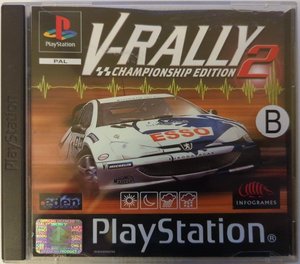 PlayStation
PAL
V-RALLY 2
CHAMPIONSHIP EDITION
ESSO
B
eden
INFOGRAMES
PlayStation
PlayStation